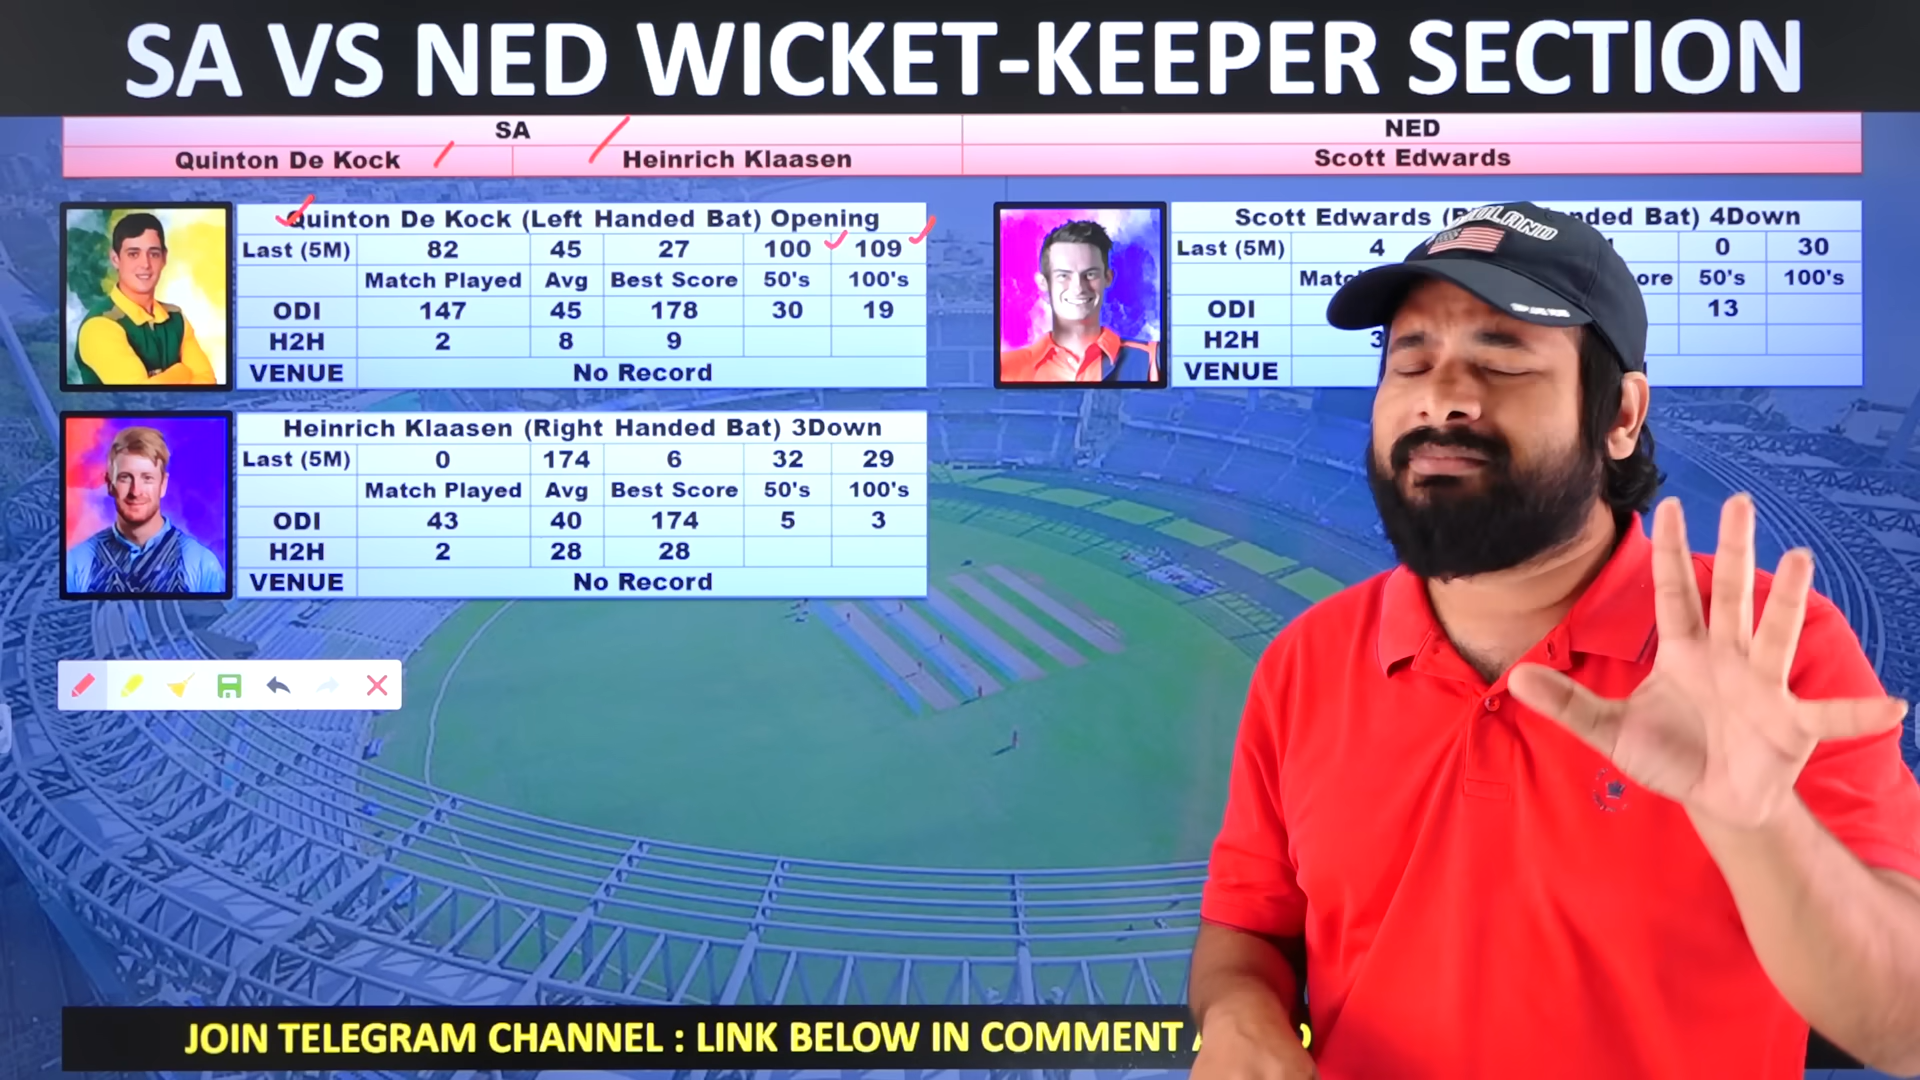 SA VS NED WICKET-KEEPER SECTION
SA NED
Quinton De Kock Heinrich Klaasen Scott Edwards
Quinton De Kock (Left Handed Bat) Opening
Last (5M) 82 45 27 100 109
Match Played Avg Best Score 50's 100's
ODI 147 45 178 30 19
H2H 2 8 9
VENUE No Record
Scott Edwards nded Bat) 4Down
Last (5M) 4 0 30
ore 50's 100's
ODI 13
H2H 3
VENUE
Heinrich Klaasen (Right Handed Bat) 3Down
Last (5M) 0 174 6 32 29
Match Played Avg Best Score 50's 100's
ODI 43 40 174 5 3
H2H 2 28 28
VENUE No Record
JOIN TELEGRAM CHANNEL : LINK BELOW IN COMMENT